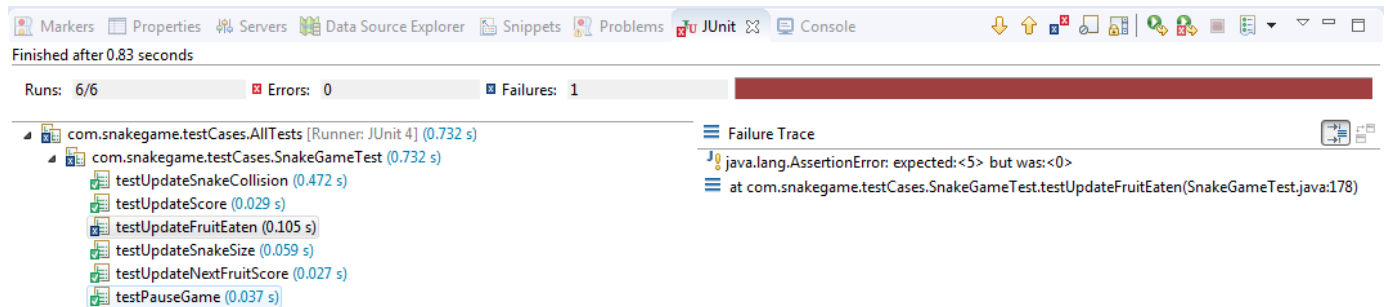 Markers Properties Servers Data Source Explorer Snippets Problems JUnit Console
Finished after 0.83 seconds
Runs: 6/6 Errors: 0 Failures: 1
com.snakegame.testCases.AllTests [Runner: JUnit 4] (0.732 s)
com.snakegame.testCases.SnakeGameTest (0.732 s)
testUpdateSnakeCollision (0.472 s)
testUpdateScore (0.029 s)
testUpdateFruitEaten (0.105 s)
testUpdateSnakeSize (0.059 s)
testUpdateNextFruitScore (0.027 s)
testPauseGame (0.037 s)
Failure Trace
java.lang.AssertionError: expected:<5> but was:<0>
at com.snakegame.testCases.SnakeGameTest.testUpdateFruitEaten(SnakeGameTest.java:178)